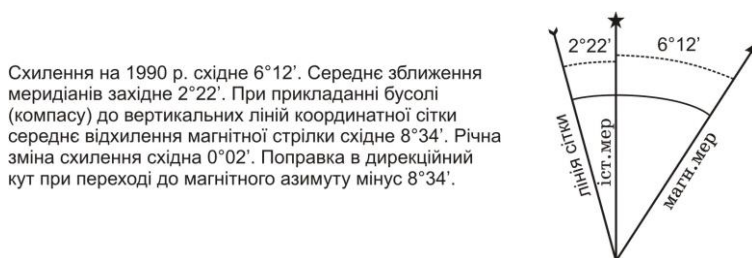 Схилення на 1990 р. східне 6°12’. Середнє зближення
меридіанів західне 2°22’. При прикладанні бусолі
(компасу) до вертикальних ліній координатної сітки
середнє відхилення магнітної стрілки східне 8°34’. Річна
зміна схилення східна 0°02’. Поправка в дирекційний
кут при переході до магнітного азимуту мінус 8°34’.
2°22’
6°12’
лінія сітки
іст.мер
магн.мер